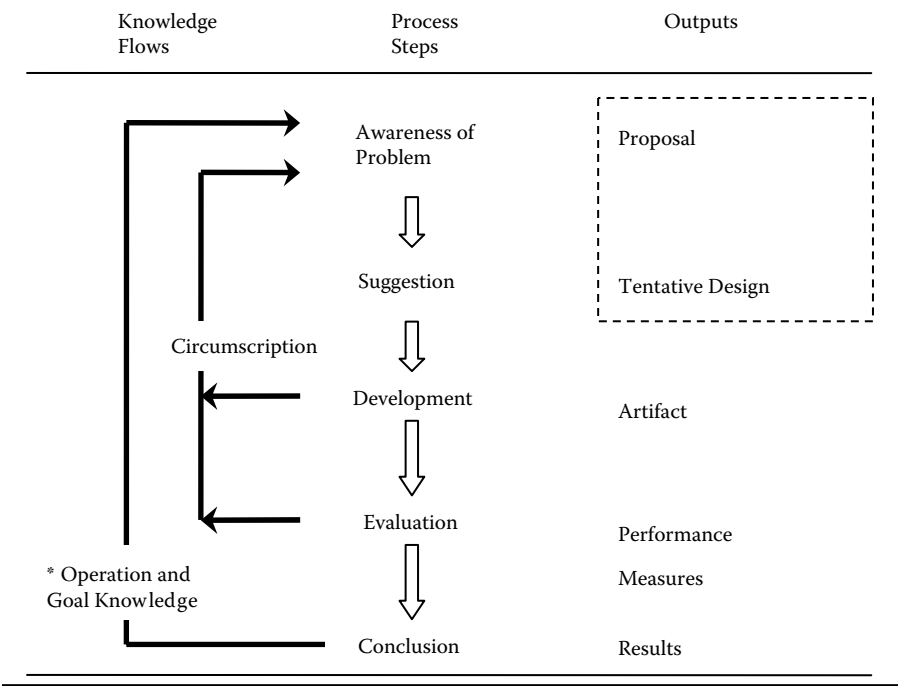 Knowledge
Flows
Process
Steps
Outputs
Awareness of
Problem
Proposal
Suggestion
Tentative Design
Circumscription
Development
Artifact
Evaluation
Performance
Measures
* Operation and
Goal Knowledge
Conclusion
Results